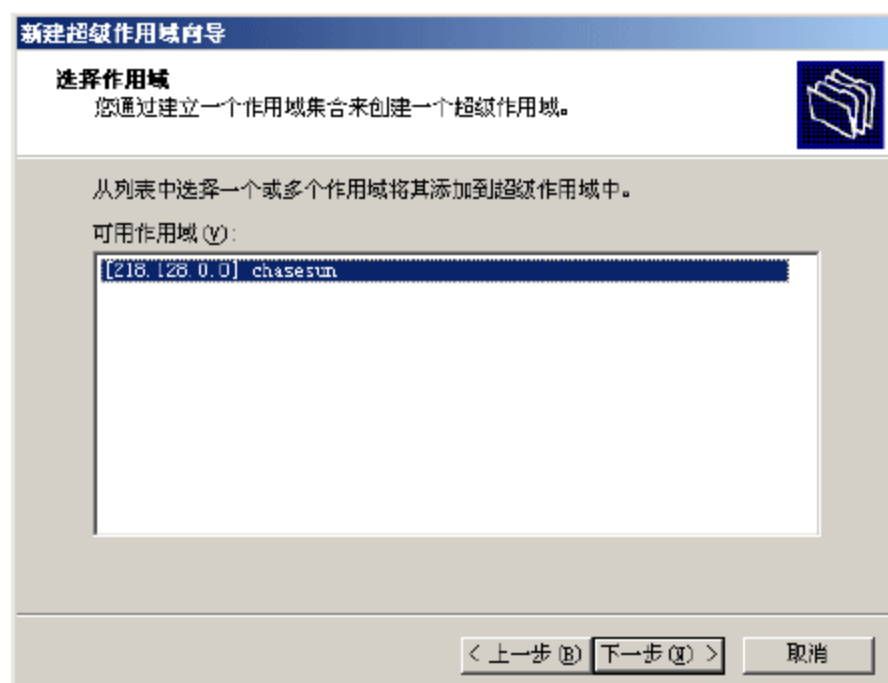 新建超级作用域向导
选择作用域
您通过建立一个作用域集合来创建一个超级作用域。
从列表中选择一个或多个作用域将其添加到超级作用域中。
可用作用域(V):
[218.128.0.0] chasesun
< 上一步(B) 下一步(N) > 取消